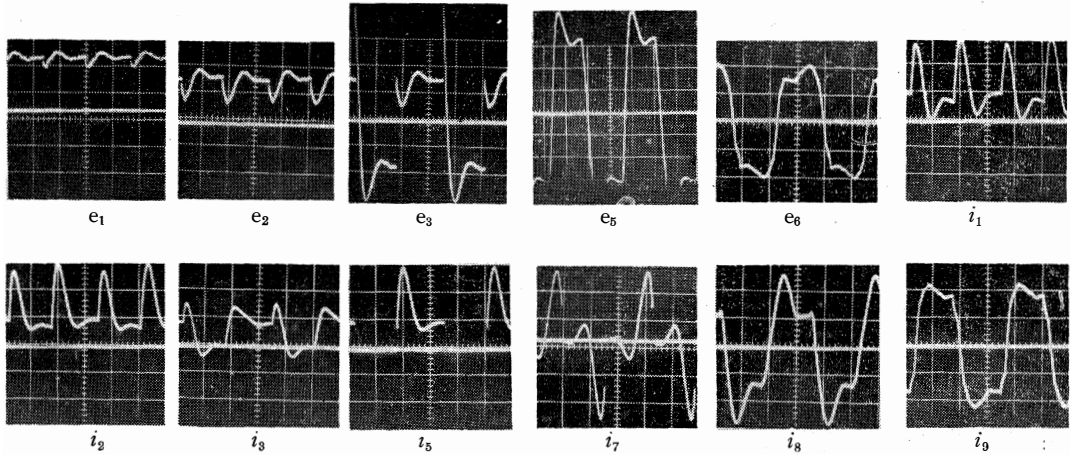 e₁ e₂ e₃ e₅ e₆ i₁
i₂ i₃ i₅ i₇ i₈ i₉